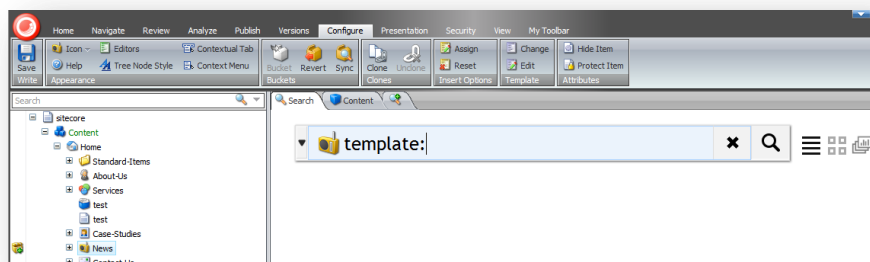 Home Navigate Review Analyze Publish Versions Configure Presentation Security View My Toolbar
Icon Editors Contextual Tab Assign Change Hide Item
Save Help Tree Node Style Context Menu Bucket Revert Sync Clone Unclone Reset Edit Protect Item
Write Appearance Buckets Clones Insert Options Template Attributes
Search Search Content
sitecore
Content
Home
template:
Standard-Items
About-Us
Services
test
test
Case-Studies
News
Contact Us